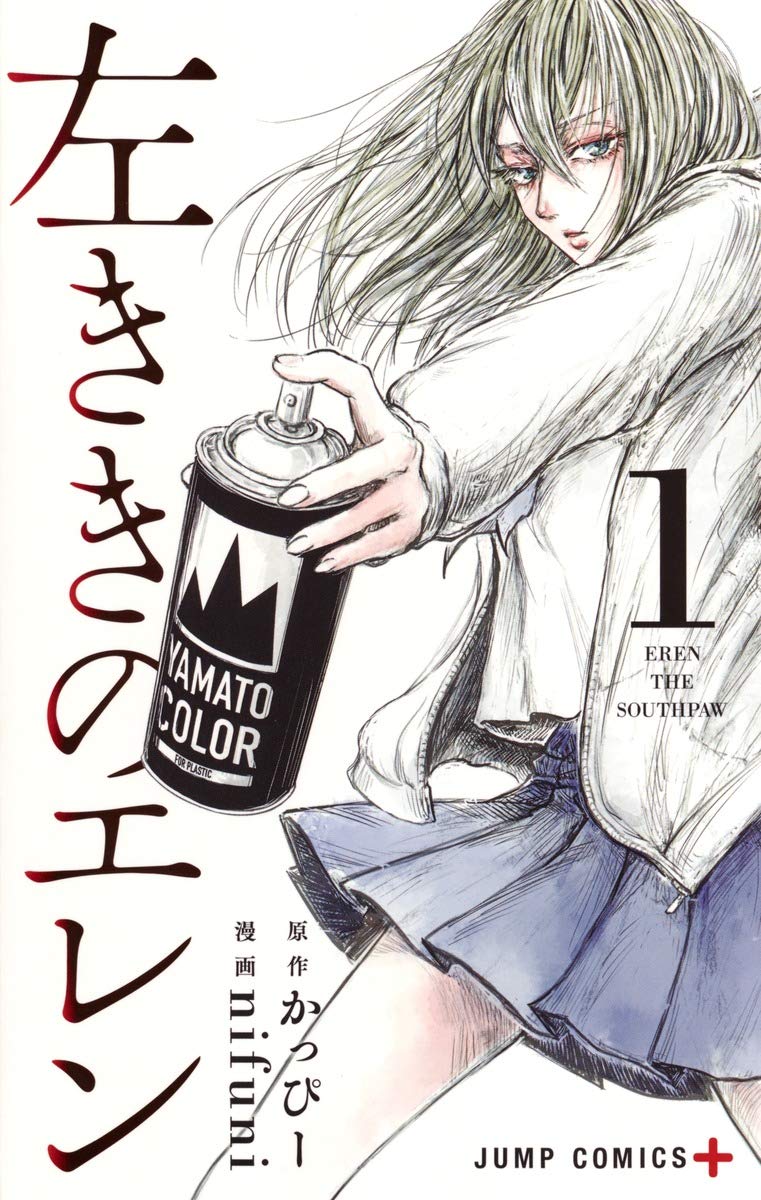 左ききのエレン
1
EREN
THE
SOUTHPAW
YAMATO
COLOR
FOR PLASTIC
原作 かっぴー
漫画 nifuni
JUMP COMICS+